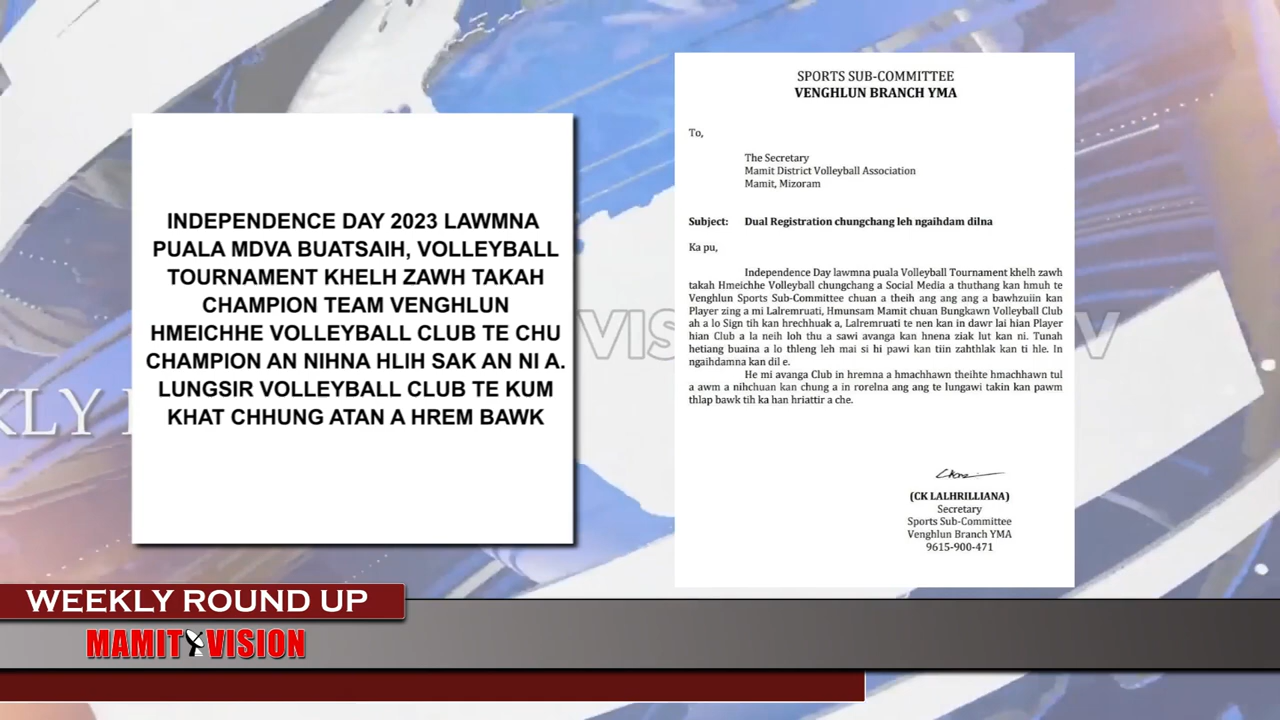 INDEPENDENCE DAY 2023 LAWMNA
PUALA MDVA BUATSAIH, VOLLEYBALL
TOURNAMENT KHELH ZAWH TAKAH
CHAMPION TEAM VENGHLUN
HMEICHHE VOLLEYBALL CLUB TE CHU
CHAMPION AN NIHNA HLIH SAK AN NI A.
LUNGSIR VOLLEYBALL CLUB TE KUM
KHAT CHHUNG ATAN A HREM BAWK
SPORTS SUB-COMMITTEE
VENGHLUN BRANCH YMA
To,
The Secretary
Mamit District Volleyball Association
Mamit, Mizoram
Subject: Dual Registration chungchang leh ngaihdam dilna
Ka pu,
Independence Day lawmna puala Volleyball Tournament khelh zawh
takah Hmeichhe Volleyball chungchang a Social Media a thuthang kan hmuh te
Venghlun Sports Sub-Committee chuan a theih ang ang ang a bawhzuiin kan
Player zing a mi Lalremruati, Hmunsam Mamit chuan Bungkawn Volleyball Club
ah a lo Sign tih kan hrechhuak a, Lalremruati te nen kan in dawr lai hian Player
hian Club a la neih loh thu a sawi avanga kan hnena ziak lut kan ni. Tunah
hetiang buaina a lo thleng leh mai si hi pawi kan tiin zahthlak kan ti hle. In
ngaihdamna kan dil e.
He mi avanga Club in hremna a hmachhawn theihte hmachhawn tul
a awm a nihchuan kan chung a in rorelna ang ang te lungawi takin kan pawm
thlap bawk tih ka han hriattir a che.
(CK LALHRILLIANA)
Secretary
Sports Sub-Committee
Venghlun Branch YMA
9615-900-471
WEEKLY ROUND UP
MAMIT VISION